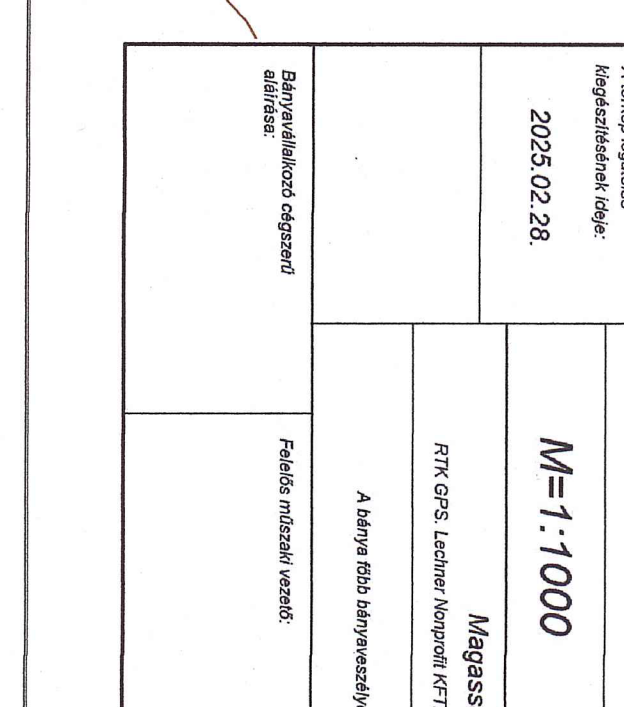 kiegészítésének ideje:
2025.02.28.
M=1:1000
Magass
RTK GPS. Lechner Nonprofit KFT.
A bánya főbb bányaveszély
Bányavállalkozó cégszerű
aláírása:
Felelős műszaki vezető: